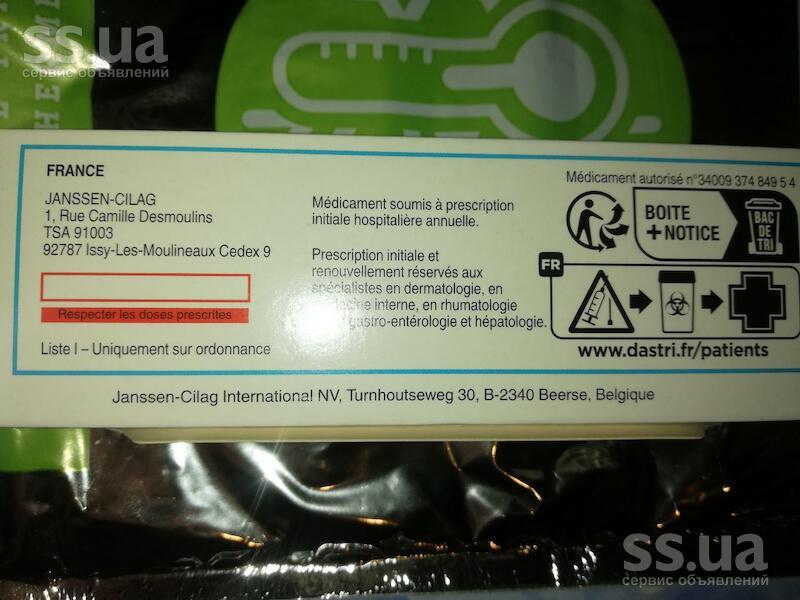 ss.ua
сервис объявлений
FRANCE
JANSSEN-CILAG
1, Rue Camille Desmoulins
TSA 91003
92787 Issy-Les-Moulineaux Cedex 9
Respecter les doses prescrites
Liste I – Uniquement sur ordonnance
Médicament soumis à prescription
initiale hospitalière annuelle.
Prescription initiale et
renouvellement réservés aux
spécialistes en dermatologie, en
interne, en rhumatologie
gastro-entérologie et hépatologie.
Médicament autorisé n°34009 374 849 5 4
BOITE
+ NOTICE
BAC
DE
TRI
FR
www.dastri.fr/patients
Janssen-Cilag International NV, Turnhoutseweg 30, B-2340 Beerse, Belgique
ss.ua
сервис объявлений